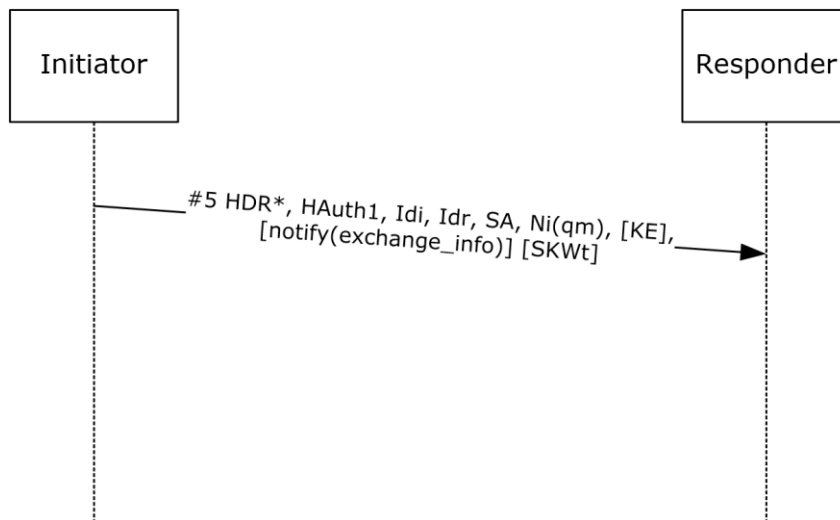 Initiator
Responder
#5 HDR*, HAuth1, Idi, Idr, SA, Ni(qm), [KE],
[notify(exchange_info)] [SKWt]